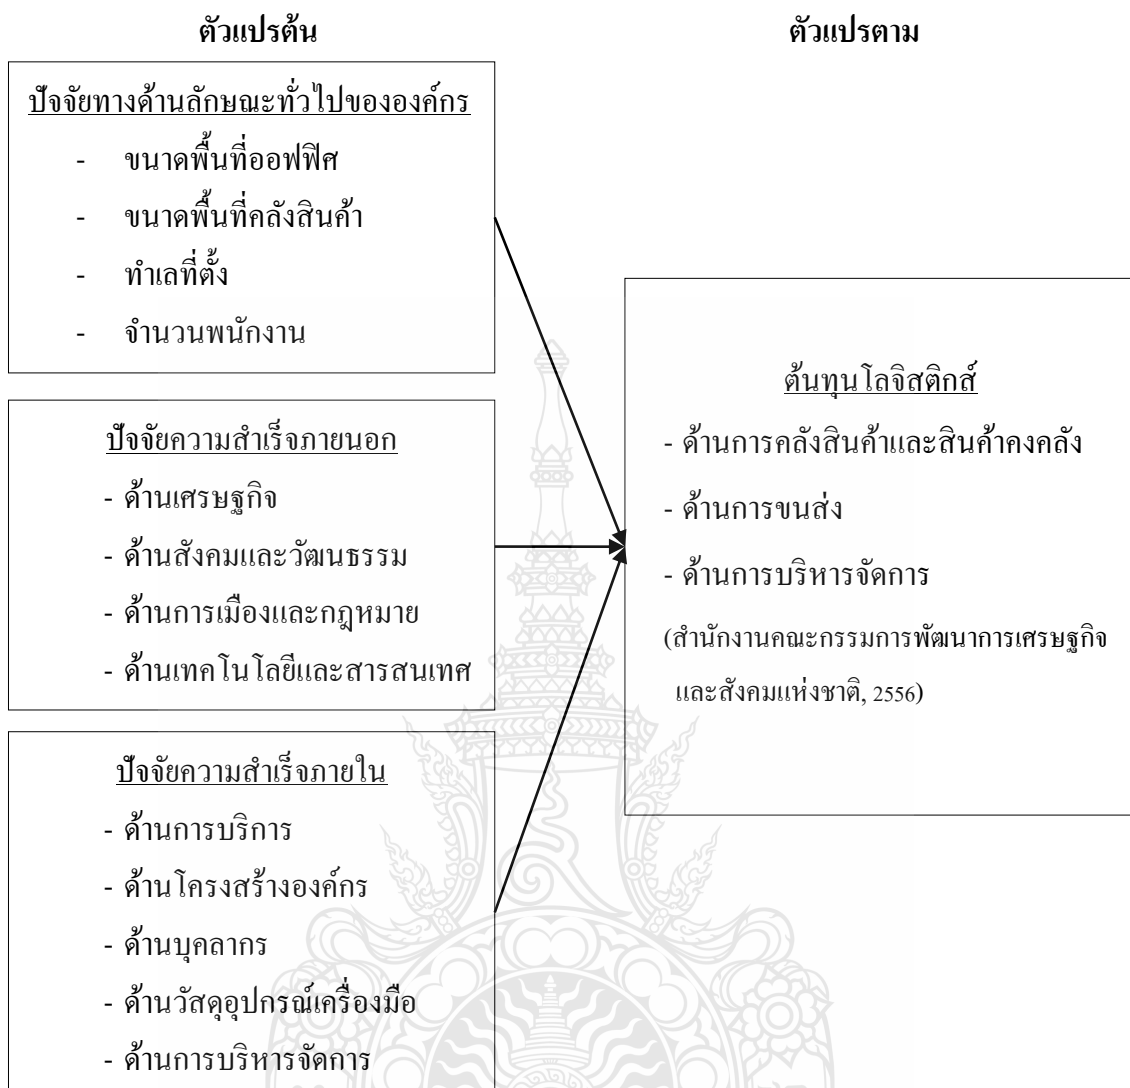 ตัวแปรต้น
ตัวแปรตาม
ปัจจัยทางด้านลักษณะทั่วไปขององค์กร
- ขนาดพื้นที่ออฟฟิศ
- ขนาดพื้นที่คลังสินค้า
- ทำเลที่ตั้ง
- จำนวนพนักงาน
ปัจจัยความสำเร็จภายนอก
- ด้านเศรษฐกิจ
- ด้านสังคมและวัฒนธรรม
- ด้านการเมืองและกฎหมาย
- ด้านเทคโนโลยีและสารสนเทศ
ปัจจัยความสำเร็จภายใน
- ด้านการบริการ
- ด้านโครงสร้างองค์กร
- ด้านบุคลากร
- ด้านวัสดุอุปกรณ์เครื่องมือ
- ด้านการบริหารจัดการ
ต้นทุนโลจิสติกส์
- ด้านการคลังสินค้าและสินค้าคงคลัง
- ด้านการขนส่ง
- ด้านการบริหารจัดการ
(สำนักงานคณะกรรมการพัฒนาการเศรษฐกิจ
และสังคมแห่งชาติ, 2556)